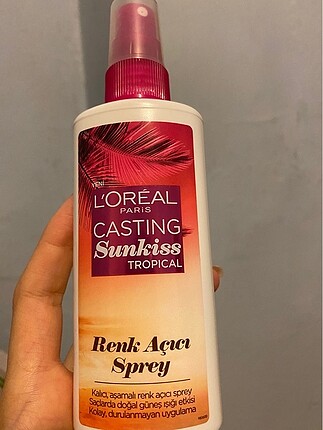 YENİ
L'ORÉAL
PARIS
CASTING
Sunkiss
TROPICAL
Renk Açıcı
Sprey
Kalıcı, aşamalı renk açıcı sprey
Saçlarda doğal güneş ışığı etkisi
Kolay, durulanmayan uygulama